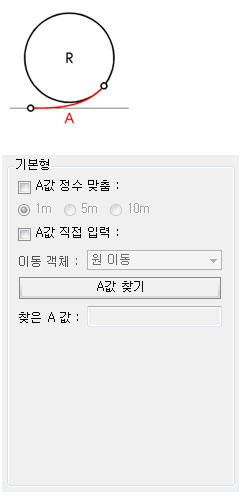 R
A
기본형
A값 정수 맞춤 :
1m 5m 10m
A값 직접 입력 :
이동 객체 : 원 이동
A값 찾기
찾은 A 값 :